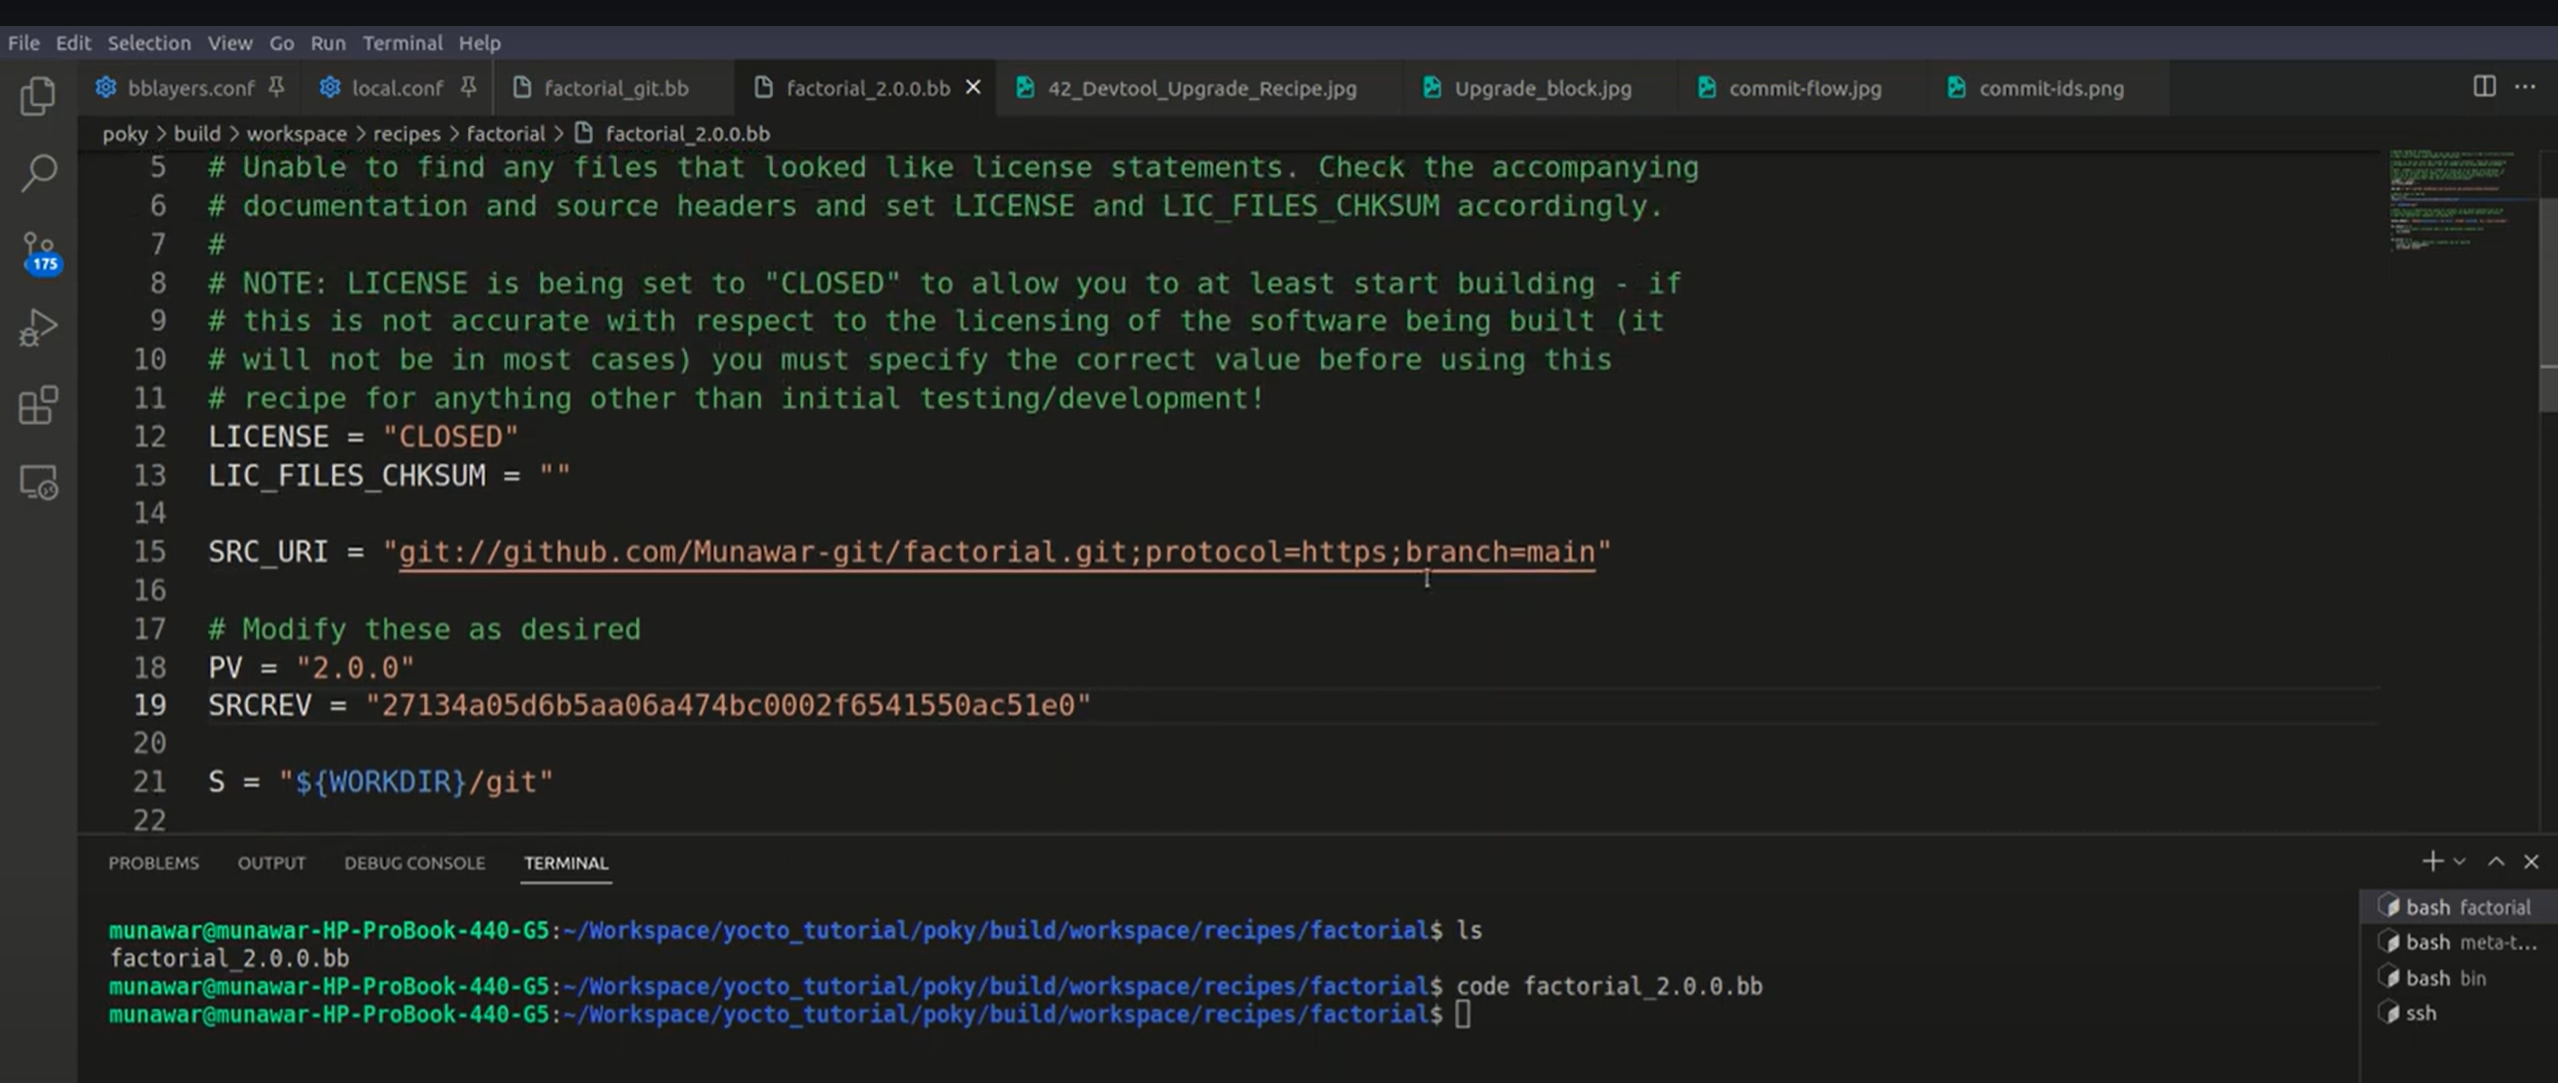 File Edit Selection View Go Run Terminal Help
bblayers.conf local.conf factorial_git.bb factorial_2.0.0.bb 42_Devtool_Upgrade_Recipe.jpg Upgrade_block.jpg commit-flow.jpg commit-ids.png
poky > build > workspace > recipes > factorial > factorial_2.0.0.bb
175
5 # Unable to find any files that looked like license statements. Check the accompanying
6 # documentation and source headers and set LICENSE and LIC_FILES_CHKSUM accordingly.
7 #
8 # NOTE: LICENSE is being set to "CLOSED" to allow you to at least start building - if
9 # this is not accurate with respect to the licensing of the software being built (it
10 # will not be in most cases) you must specify the correct value before using this
11 # recipe for anything other than initial testing/development!
12 LICENSE = "CLOSED"
13 LIC_FILES_CHKSUM = ""
14
15 SRC_URI = "git://github.com/Munawar-git/factorial.git;protocol=https;branch=main"
16
17 # Modify these as desired
18 PV = "2.0.0"
19 SRCREV = "27134a05d6b5aa06a474bc0002f6541550ac51e0"
20
21 S = "${WORKDIR}/git"
22
PROBLEMS OUTPUT DEBUG CONSOLE TERMINAL
munawar@munawar-HP-ProBook-440-G5:~/Workspace/yocto_tutorial/poky/build/workspace/recipes/factorial$ ls
factorial_2.0.0.bb
munawar@munawar-HP-ProBook-440-G5:~/Workspace/yocto_tutorial/poky/build/workspace/recipes/factorial$ code factorial_2.0.0.bb
munawar@munawar-HP-ProBook-440-G5:~/Workspace/yocto_tutorial/poky/build/workspace/recipes/factorial$
bash factorial
bash meta-t...
bash bin
ssh